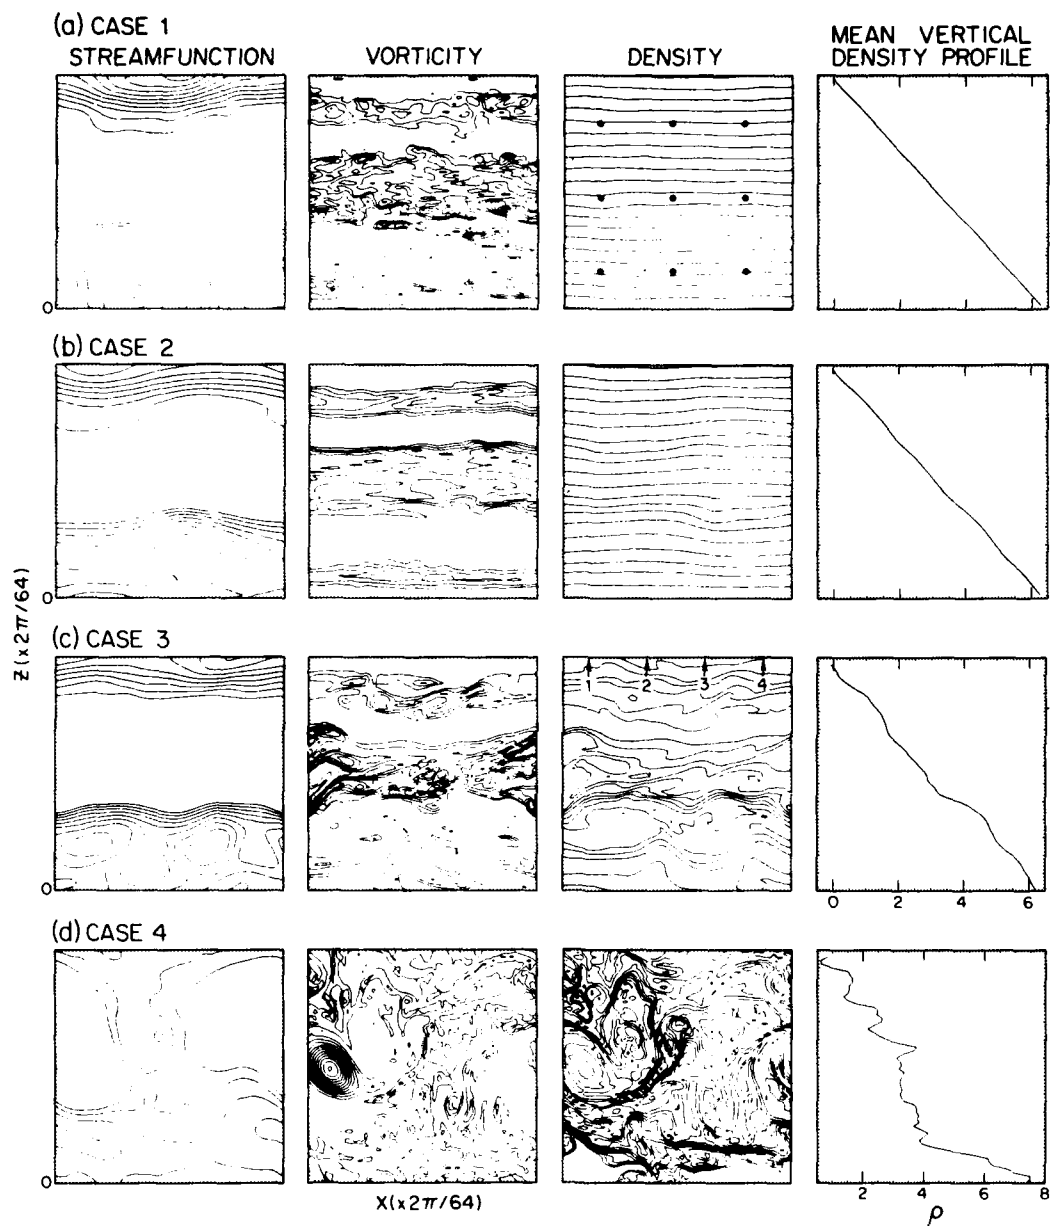 (a) CASE 1
STREAMFUNCTION
VORTICITY
DENSITY
MEAN VERTICAL
DENSITY PROFILE
0
(b) CASE 2
0
Z(x2π/64)
(c) CASE 3
1 2 3 4
0
0 2 4 6
(d) CASE 4
0
X(x2π/64)
2 4 6 8
ρ